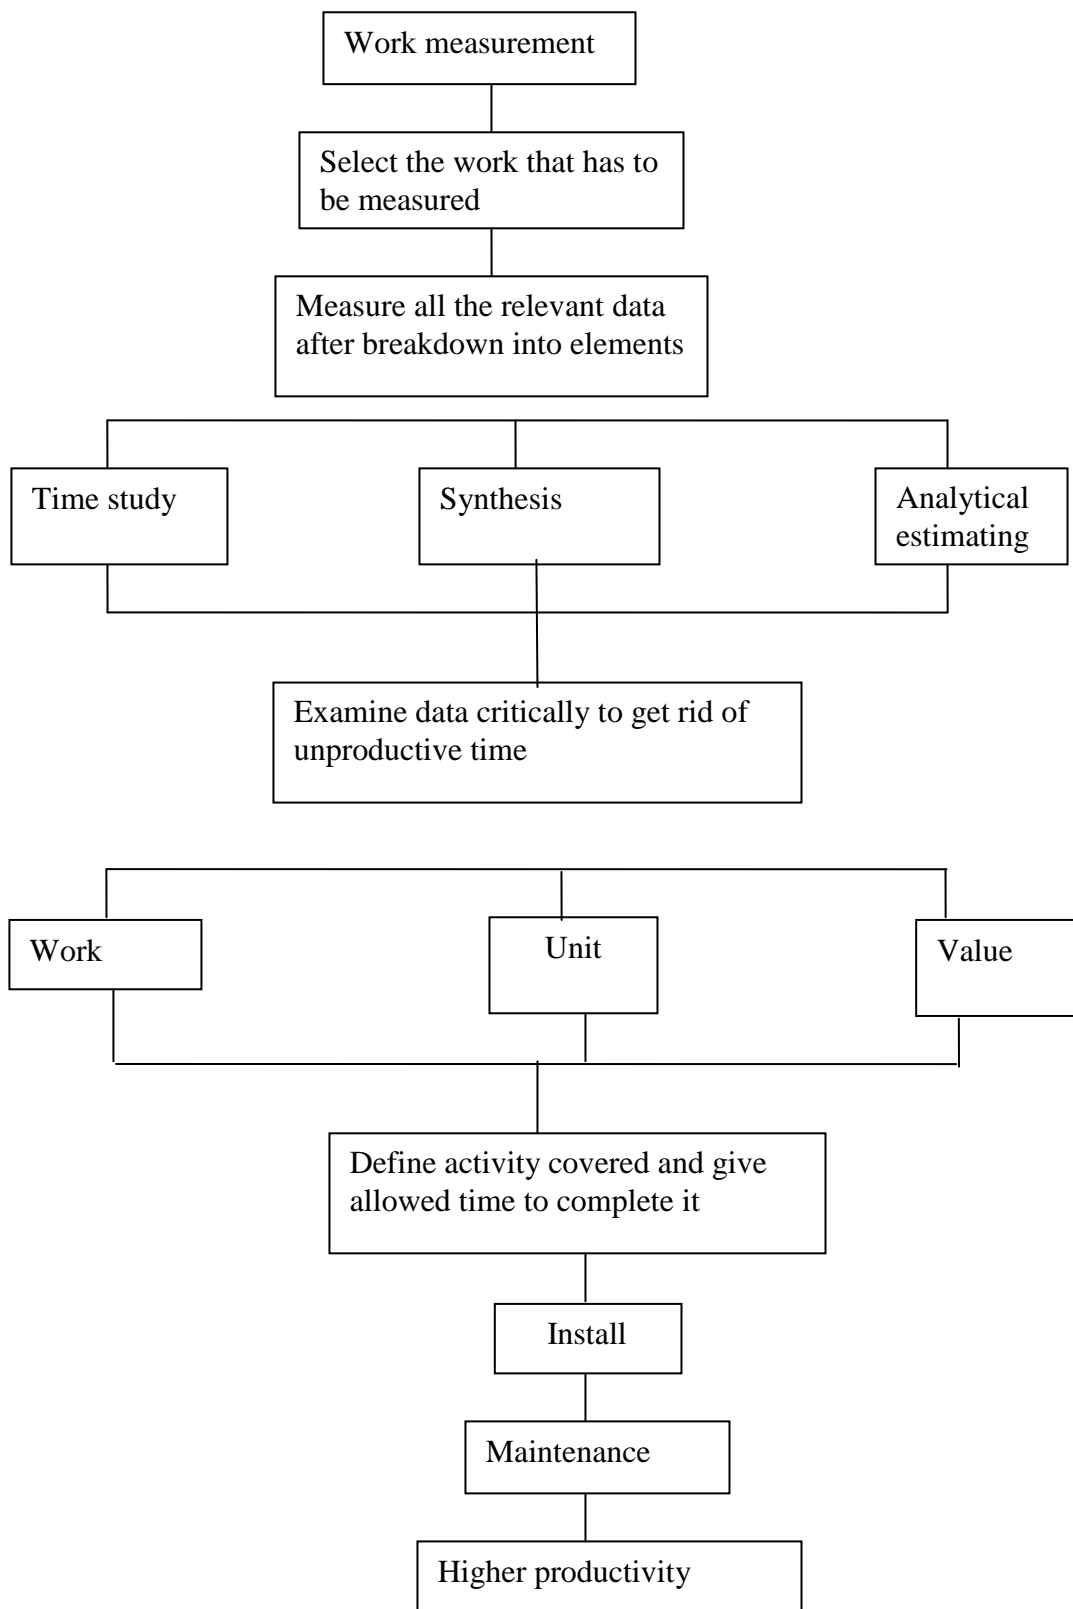 Work measurement
Select the work that has to
be measured
Measure all the relevant data
after breakdown into elements
Time study
Synthesis
Analytical
estimating
Examine data critically to get rid of
unproductive time
Work
Unit
Value
Define activity covered and give
allowed time to complete it
Install
Maintenance
Higher productivity